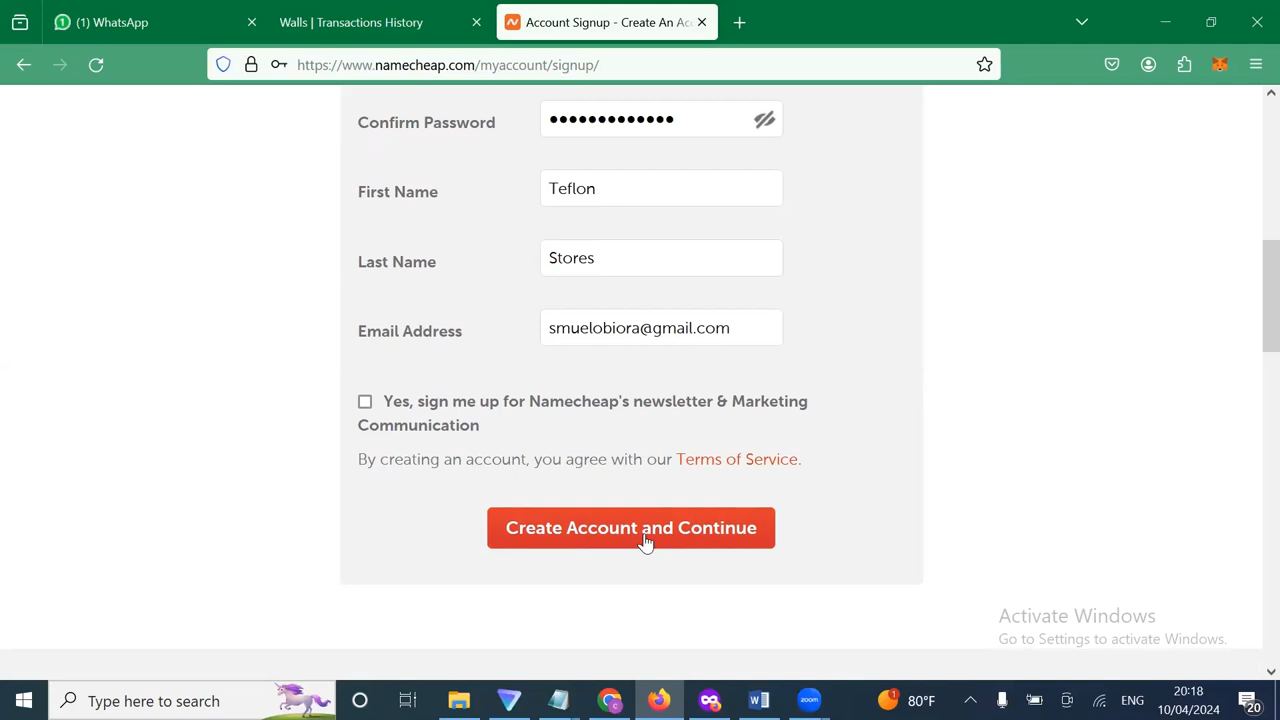 (1) WhatsApp
Walls | Transactions History
Account Signup - Create An Acc
https://www.namecheap.com/myaccount/signup/
Confirm Password
●●●●●●●●●●●●●
First Name
Teflon
Last Name
Stores
Email Address
smuelobiora@gmail.com
Yes, sign me up for Namecheap's newsletter & Marketing
Communication
By creating an account, you agree with our Terms of Service.
Create Account and Continue
Activate Windows
Go to Settings to activate Windows.
Type here to search
1
80°F
ENG
20:18
10/04/2024
20